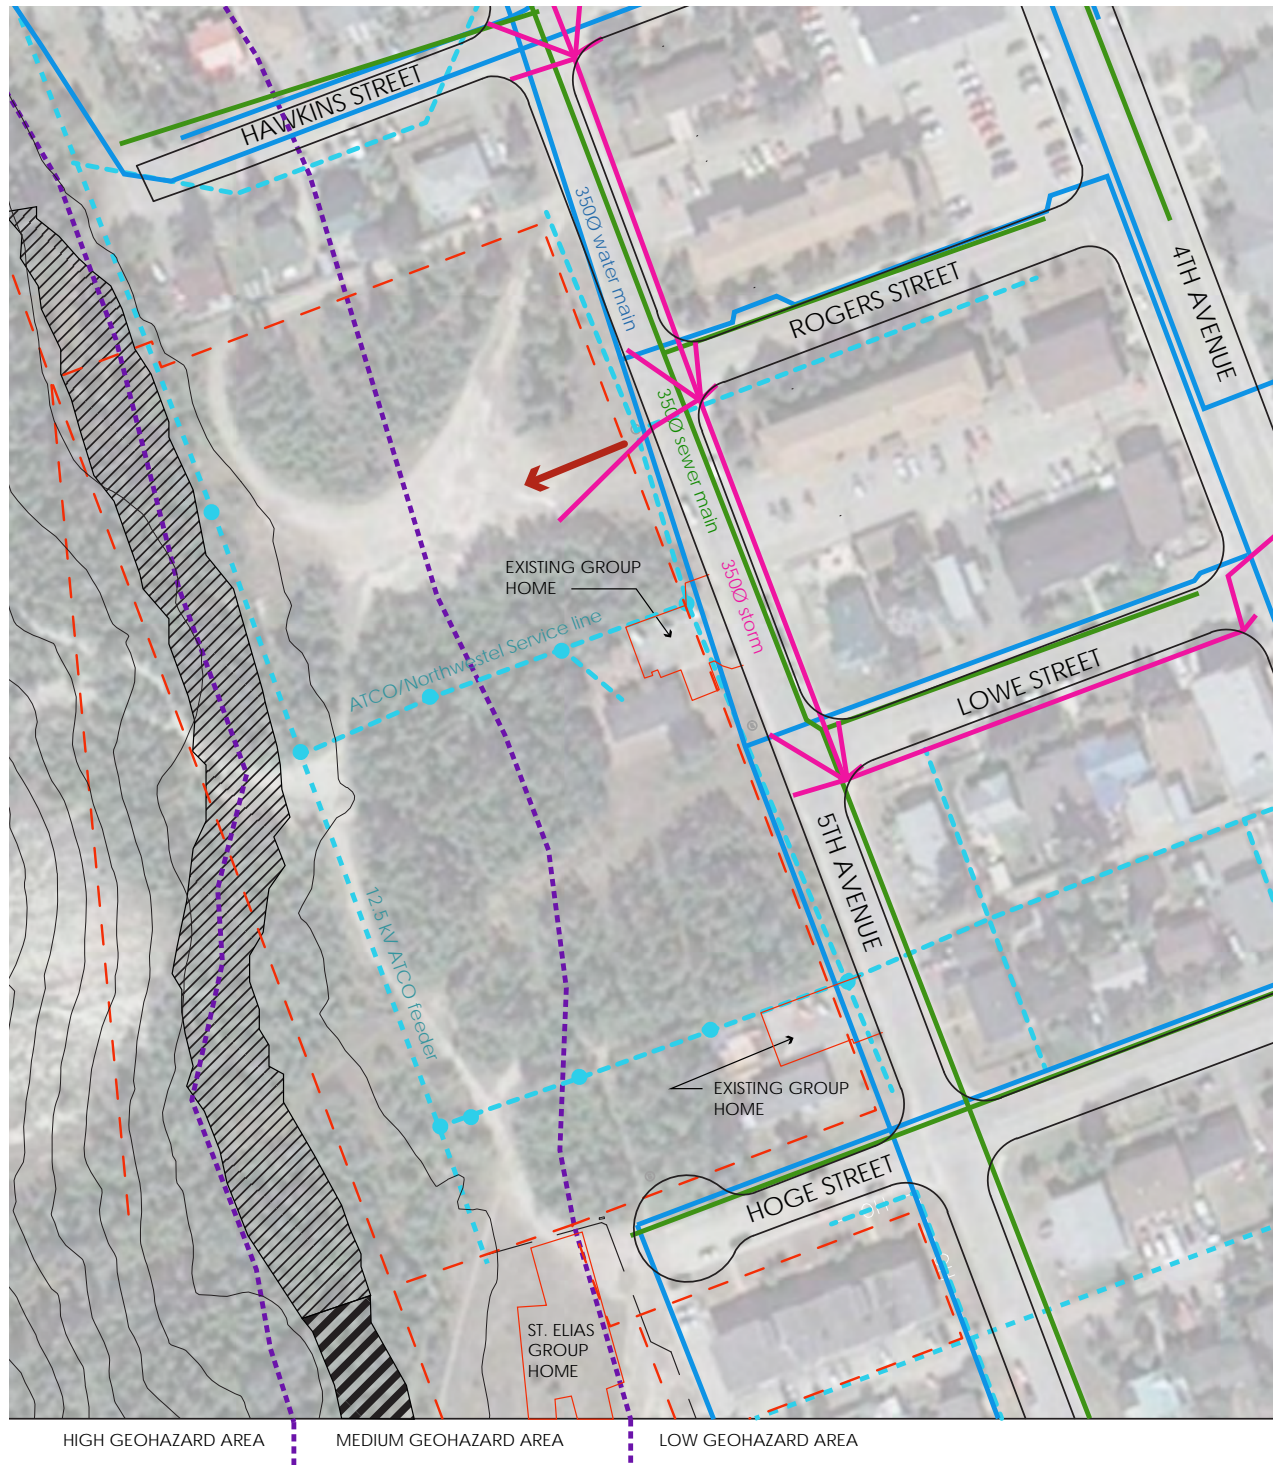 HAWKINS STREET
350Ø water main
ROGERS STREET
4TH AVENUE
350Ø sewer main
EXISTING GROUP
HOME
350Ø storm
ATCO/Northwestel Service line
LOWE STREET
5TH AVENUE
12.5 kV ATCO feeder
EXISTING GROUP
HOME
HOGE STREET
ST. ELIAS
GROUP
HOME
HIGH GEOHAZARD AREA
MEDIUM GEOHAZARD AREA
LOW GEOHAZARD AREA